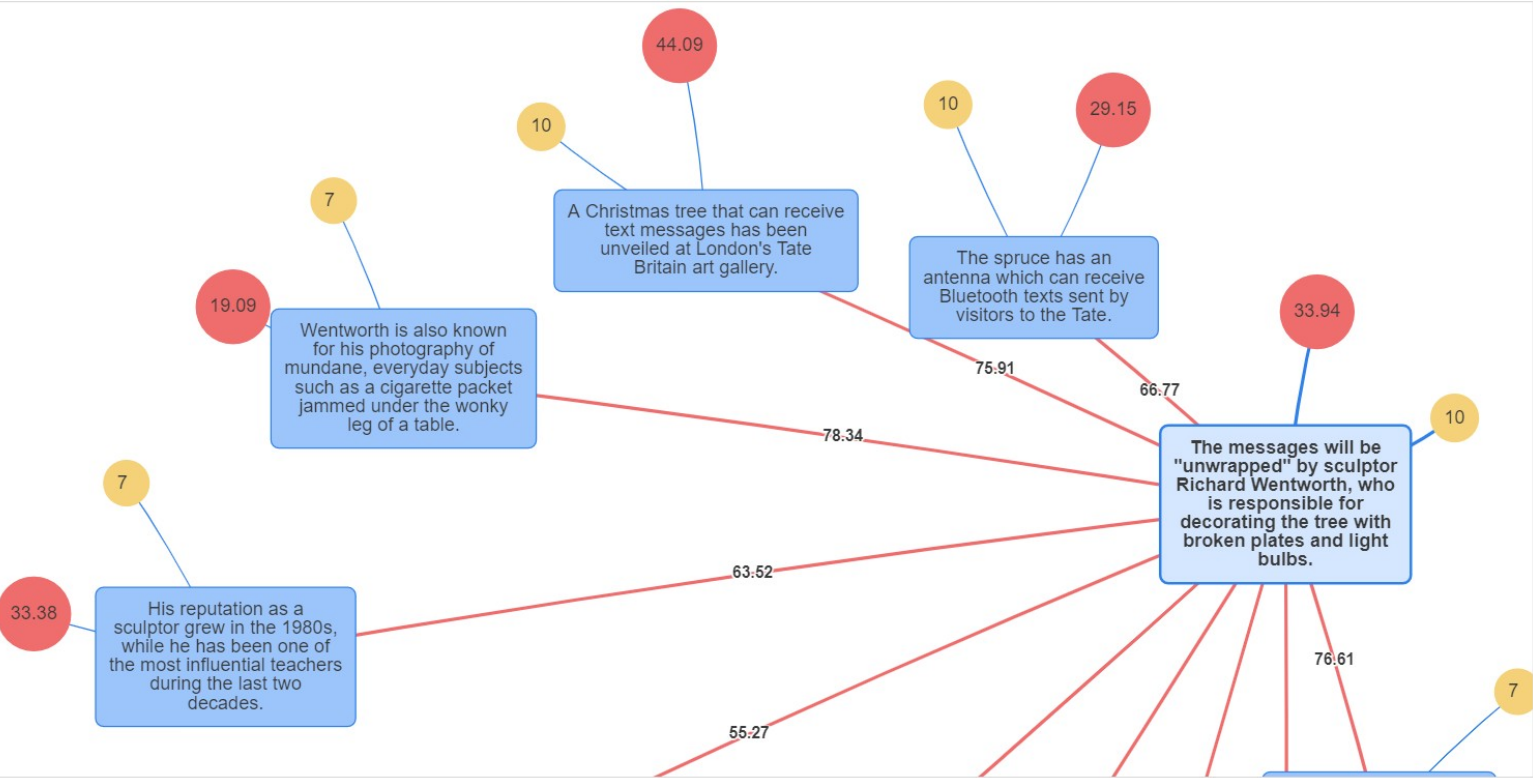 44.09
10
A Christmas tree that can receive
text messages has been
unveiled at London's Tate
Britain art gallery.
10
29.15
The spruce has an
antenna which can receive
Bluetooth texts sent by
visitors to the Tate.
7
19.09
Wentworth is also known
for his photography of
mundane, everyday subjects
such as a cigarette packet
jammed under the wonky
leg of a table.
33.94
10
The messages will be
"unwrapped" by sculptor
Richard Wentworth, who
is responsible for
decorating the tree with
broken plates and light
bulbs.
75.91
66.77
78.34
7
33.38
His reputation as a
sculptor grew in the 1980s,
while he has been one of
the most influential teachers
during the last two
decades.
63.52
55.27
76.61
7